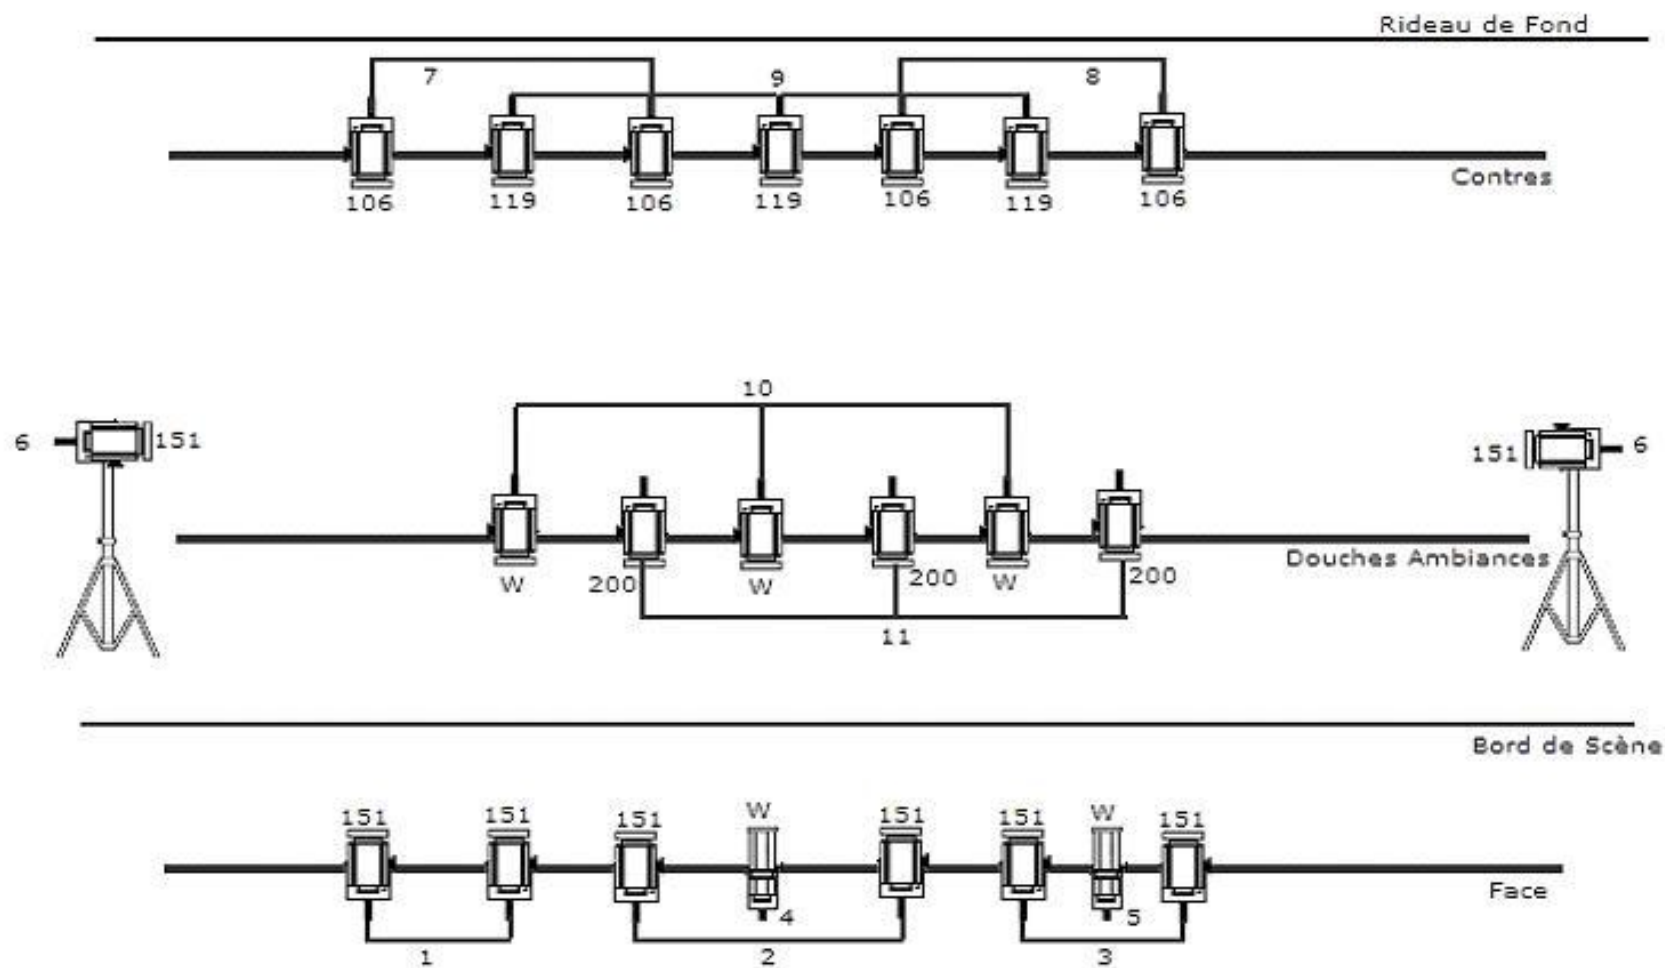 Rideau de Fond
7 9 8
Contres
106 119 106 119 106 119 106
10
6 151 151 6
Douches Ambiances
W 200 W 200 W 200
11
Bord de Scène
151 151 151 W 151 151 W 151
Face
4 5
1 2 3